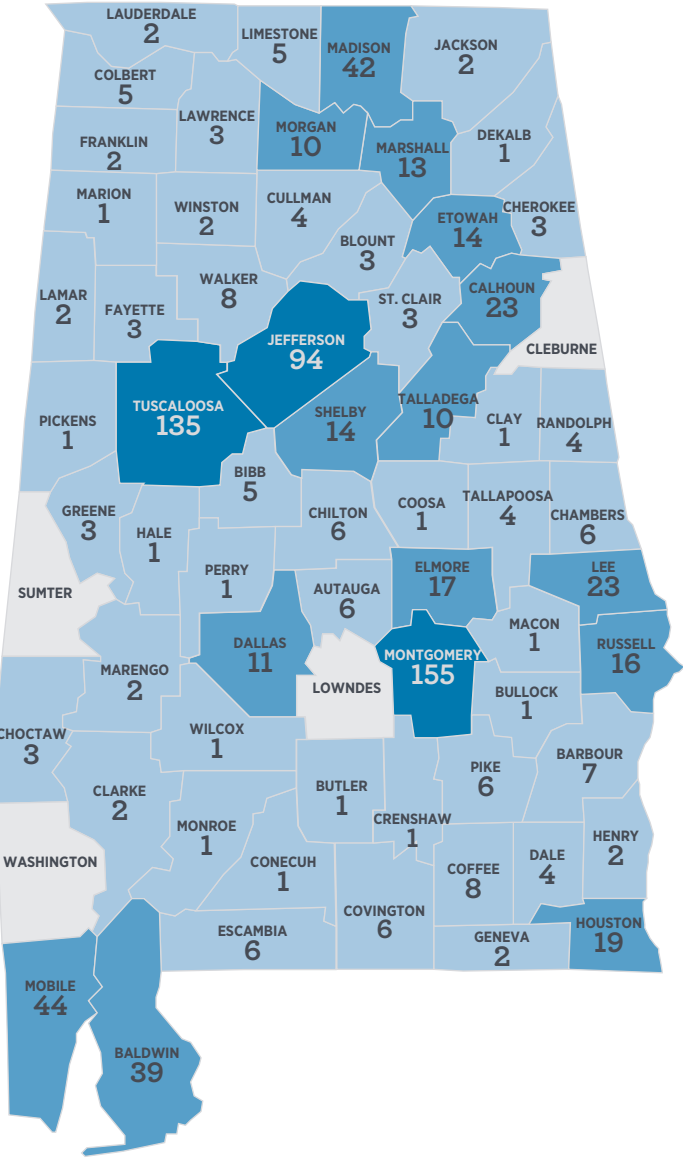 LAUDERDALE
2
LIMESTONE
5
MADISON
42
JACKSON
2
COLBERT
5
LAWRENCE
3
FRANKLIN
2
MORGAN
10
MARSHALL
13
DEKALB
1
MARION
1
WINSTON
2
CULLMAN
4
BLOUNT
3
ETOWAH
14
CHEROKEE
3
LAMAR
2
FAYETTE
3
WALKER
8
ST. CLAIR
3
CALHOUN
23
CLEBURNE
JEFFERSON
94
TUSCALOOSA
135
PICKENS
1
SHELBY
14
TALLADEGA
10
CLAY
1
RANDOLPH
4
BIBB
5
GREENE
3
HALE
1
CHILTON
6
COOSA
1
TALLAPOOSA
4
CHAMBERS
6
SUMTER
PERRY
1
AUTAUGA
6
ELMORE
17
LEE
23
MACON
1
DALLAS
11
MONTGOMERY
155
RUSSELL
16
MARENGO
2
LOWNDES
BULLOCK
1
CHOCTAW
3
WILCOX
1
PIKE
6
BARBOUR
7
CLARKE
2
BUTLER
1
CRENSHAW
1
MONROE
1
WASHINGTON
CONECUH
1
COFFEE
8
DALE
4
HENRY
2
COVINGTON
6
ESCAMBIA
6
GENEVA
2
HOUSTON
19
MOBILE
44
BALDWIN
39